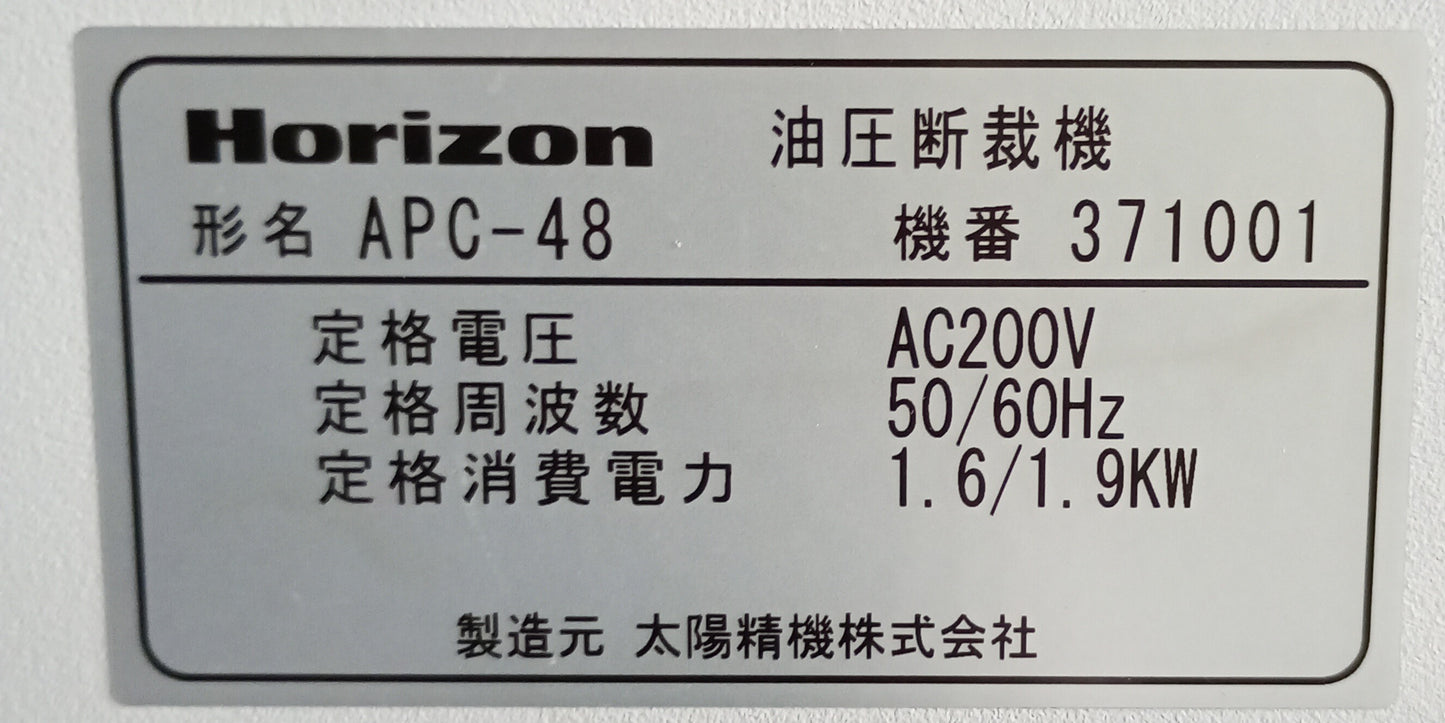 Horizon 油圧断裁機
形名 APC-48 機番 371001
定格電圧 AC200V
定格周波数 50/60Hz
定格消費電力 1.6/1.9KW
製造元 太陽精機株式会社